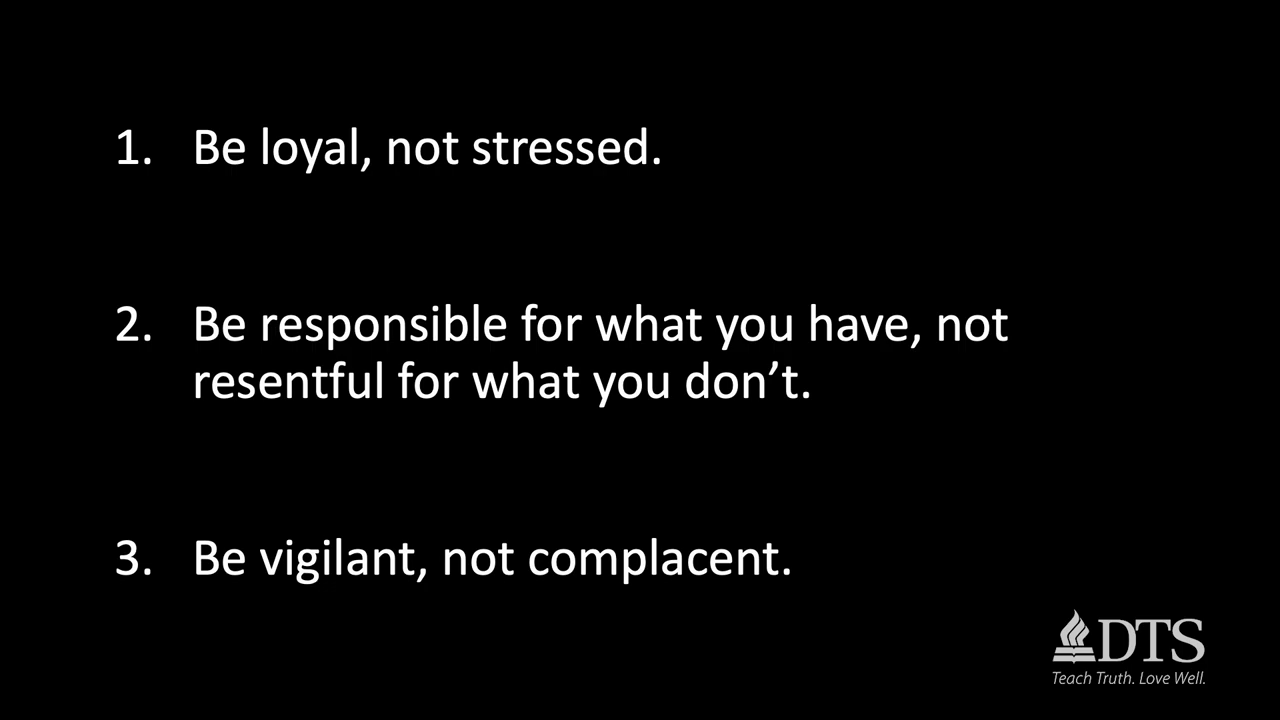 1. Be loyal, not stressed.
2. Be responsible for what you have, not
resentful for what you don’t.
3. Be vigilant, not complacent.
DTS
Teach Truth. Love Well.